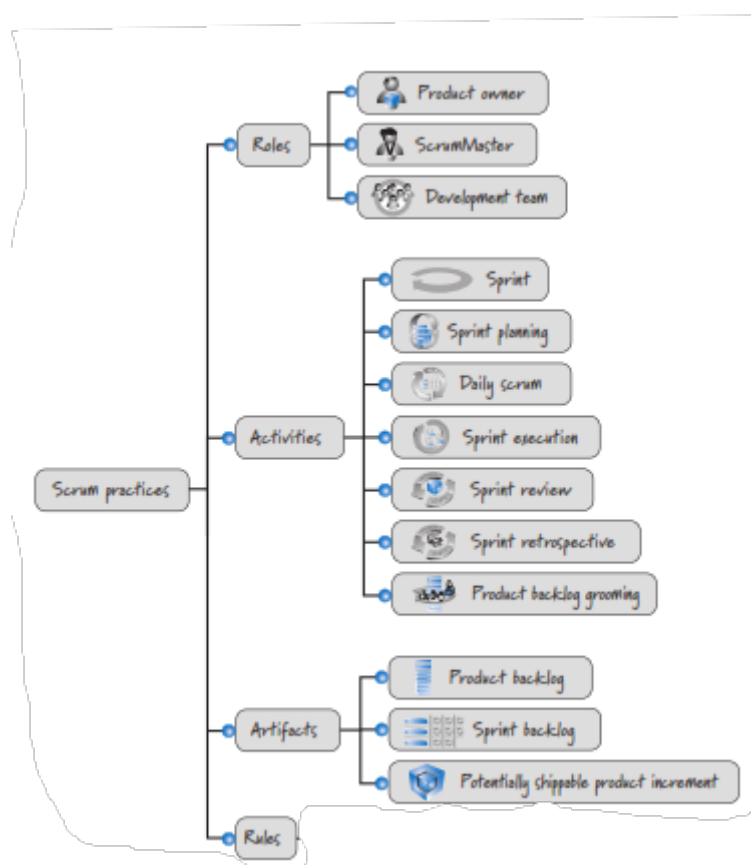 Product owner
Roles
ScrumMaster
Development team
Sprint
Sprint planning
Daily scrum
Activities
Sprint execution
Scrum practices
Sprint review
Sprint retrospective
Product backlog grooming
Product backlog
Artifacts
Sprint backlog
Potentially shippable product increment
Rules